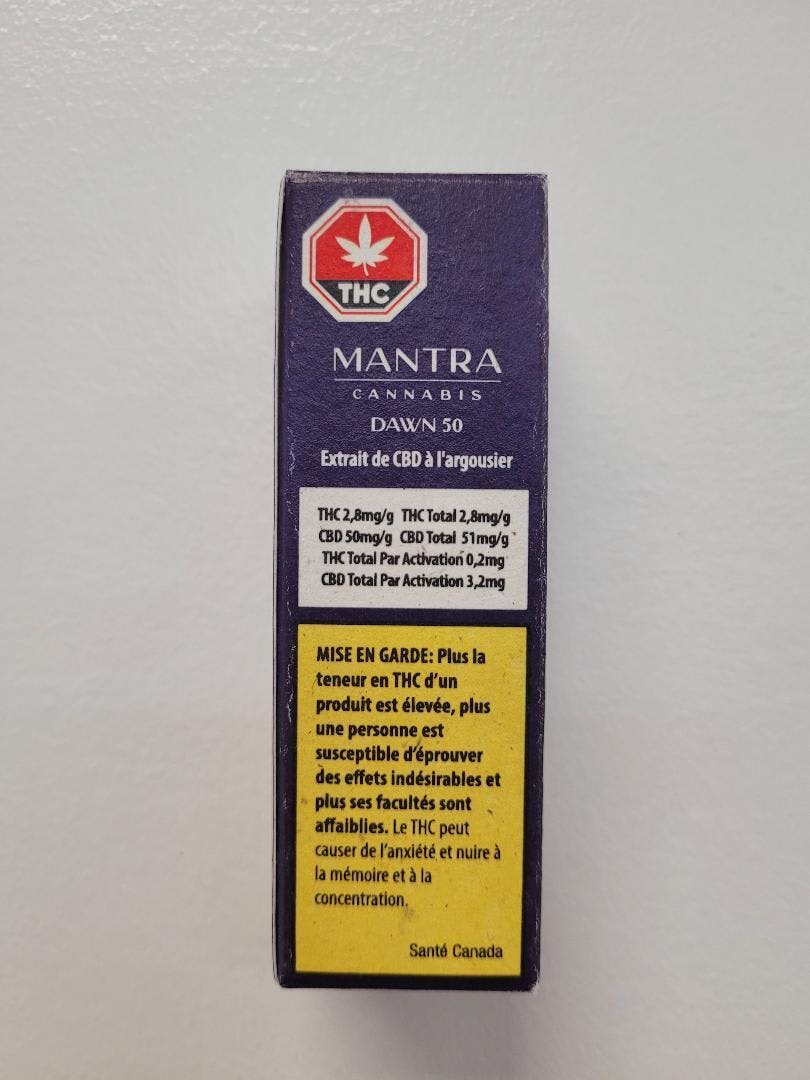 THC
MANTRA
CANNABIS
DAWN 50
Extrait de CBD à l'argousier
THC 2,8mg/g THC Total 2,8mg/g
CBD 50mg/g CBD Total 51mg/g
THC Total Par Activation 0,2mg
CBD Total Par Activation 3,2mg
MISE EN GARDE: Plus la
teneur en THC d'un
produit est élevée, plus
une personne est
susceptible d'éprouver
des effets indésirables et
plus ses facultés sont
affaiblies. Le THC peut
causer de l'anxiété et nuire à
la mémoire et à la
concentration.
Santé Canada